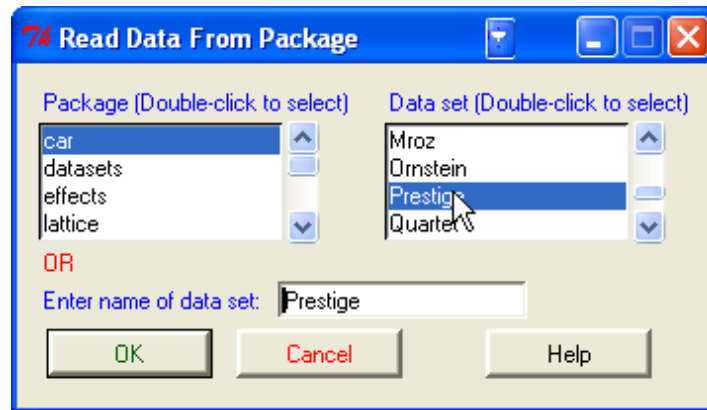 7% Read Data From Package
Package (Double-click to select)
Data set (Double-click to select)
car
datasets
effects
lattice
Mroz
Ornstein
Prestige
Quartet
OR
Enter name of data set: Prestige
OK
Cancel
Help